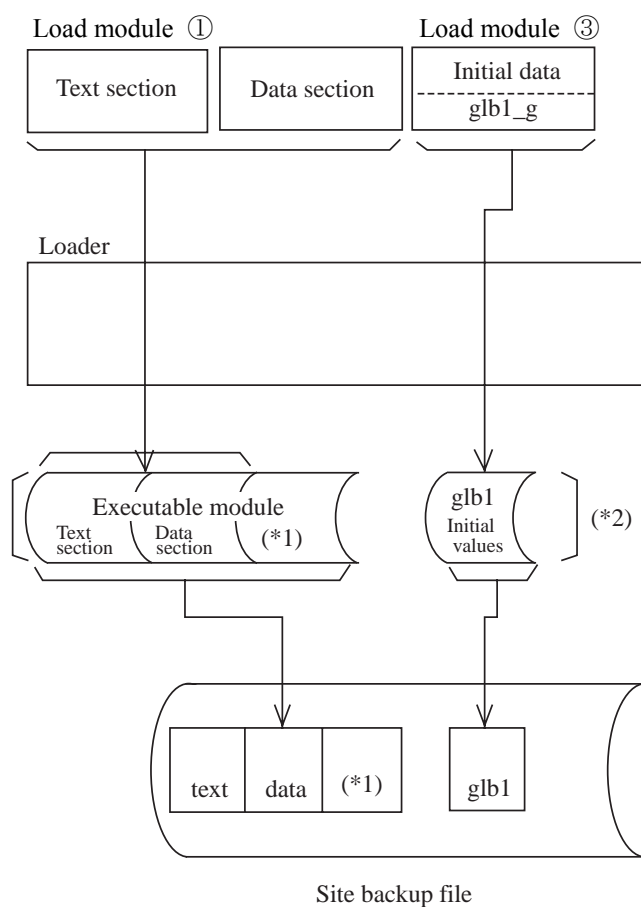 Load module ①
Load module ③
Text section
Data section
Initial data
glb1_g
Loader
Executable module
Text
section
Data
section
(*1)
glb1
Initial
values
(*2)
text
data
(*1)
glb1
Site backup file